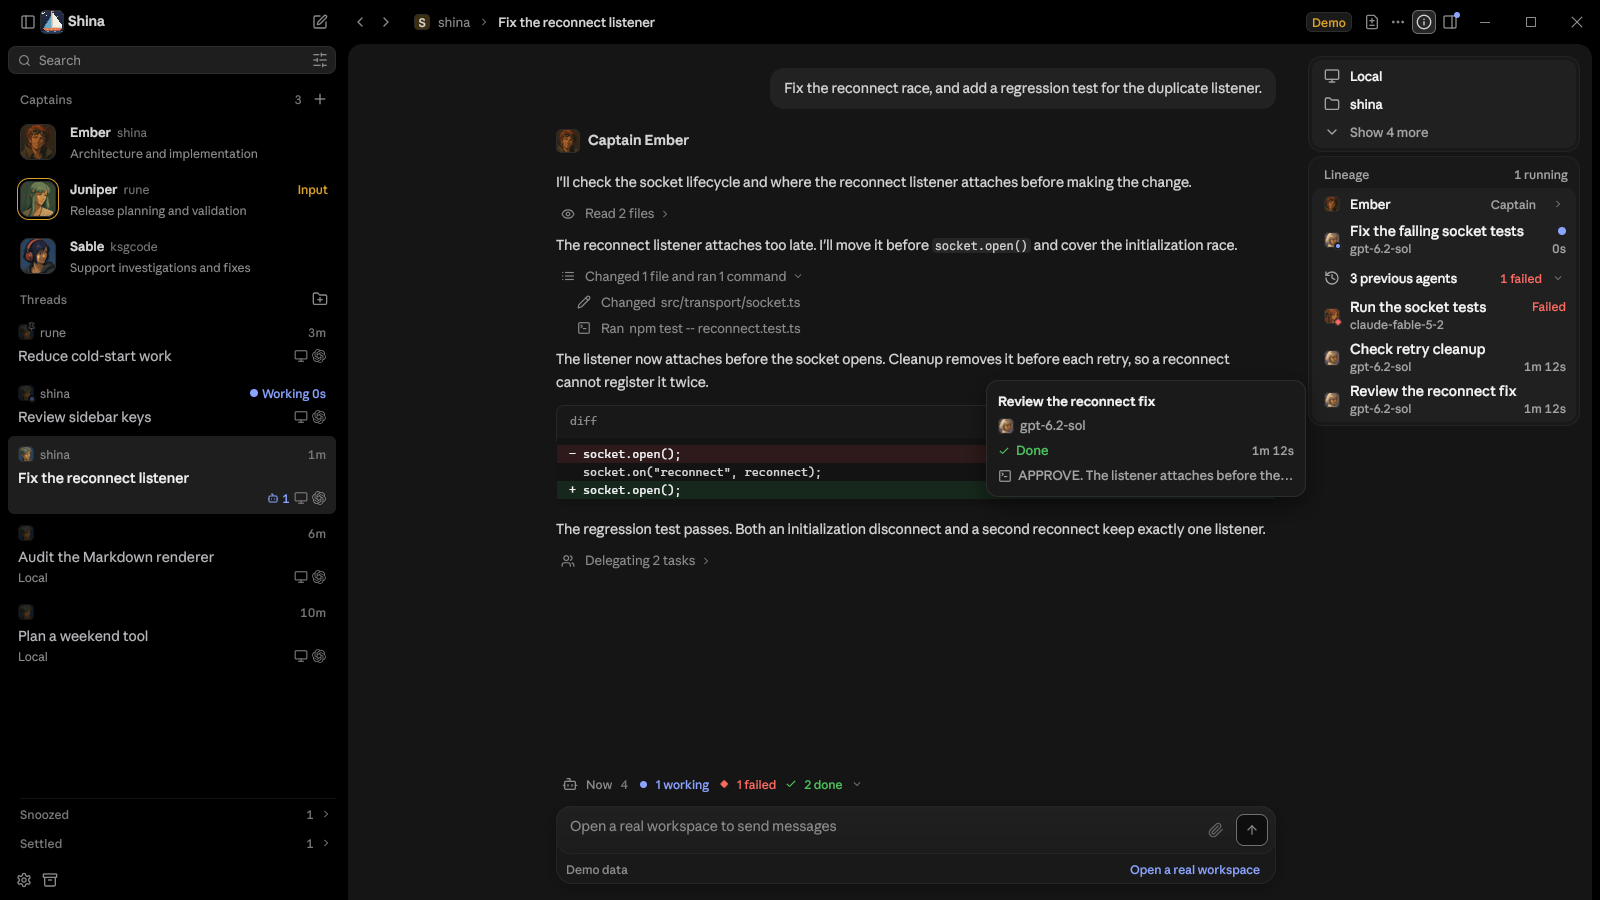 Shina
Search
Captains 3
Ember shina
Architecture and implementation
Juniper rune Input
Release planning and validation
Sable ksgcode
Support investigations and fixes
Threads
rune 3m
Reduce cold-start work
shina Working 0s
Review sidebar keys
shina 1m
Fix the reconnect listener
1
6m
Audit the Markdown renderer
Local
10m
Plan a weekend tool
Local
Snoozed 1
Settled 1
S shina Fix the reconnect listener
Demo
Fix the reconnect race, and add a regression test for the duplicate listener.
Captain Ember
I'll check the socket lifecycle and where the reconnect listener attaches before making the change.
Read 2 files
The reconnect listener attaches too late. I'll move it before socket.open() and cover the initialization race.
Changed 1 file and ran 1 command
Changed src/transport/socket.ts
Ran npm test -- reconnect.test.ts
The listener now attaches before the socket opens. Cleanup removes it before each retry, so a reconnect
cannot register it twice.
diff
- socket.open();
socket.on("reconnect", reconnect);
+ socket.open();
The regression test passes. Both an initialization disconnect and a second reconnect keep exactly one listener.
Delegating 2 tasks
Review the reconnect fix
gpt-6.2-sol
Done 1m 12s
APPROVE. The listener attaches before the...
Now 4 1 working 1 failed 2 done
Open a real workspace to send messages
Demo data Open a real workspace
Local
shina
Show 4 more
Lineage 1 running
Ember Captain
Fix the failing socket tests
gpt-6.2-sol 0s
3 previous agents 1 failed
Run the socket tests Failed
claude-fable-5-2
Check retry cleanup
gpt-6.2-sol 1m 12s
Review the reconnect fix
gpt-6.2-sol 1m 12s